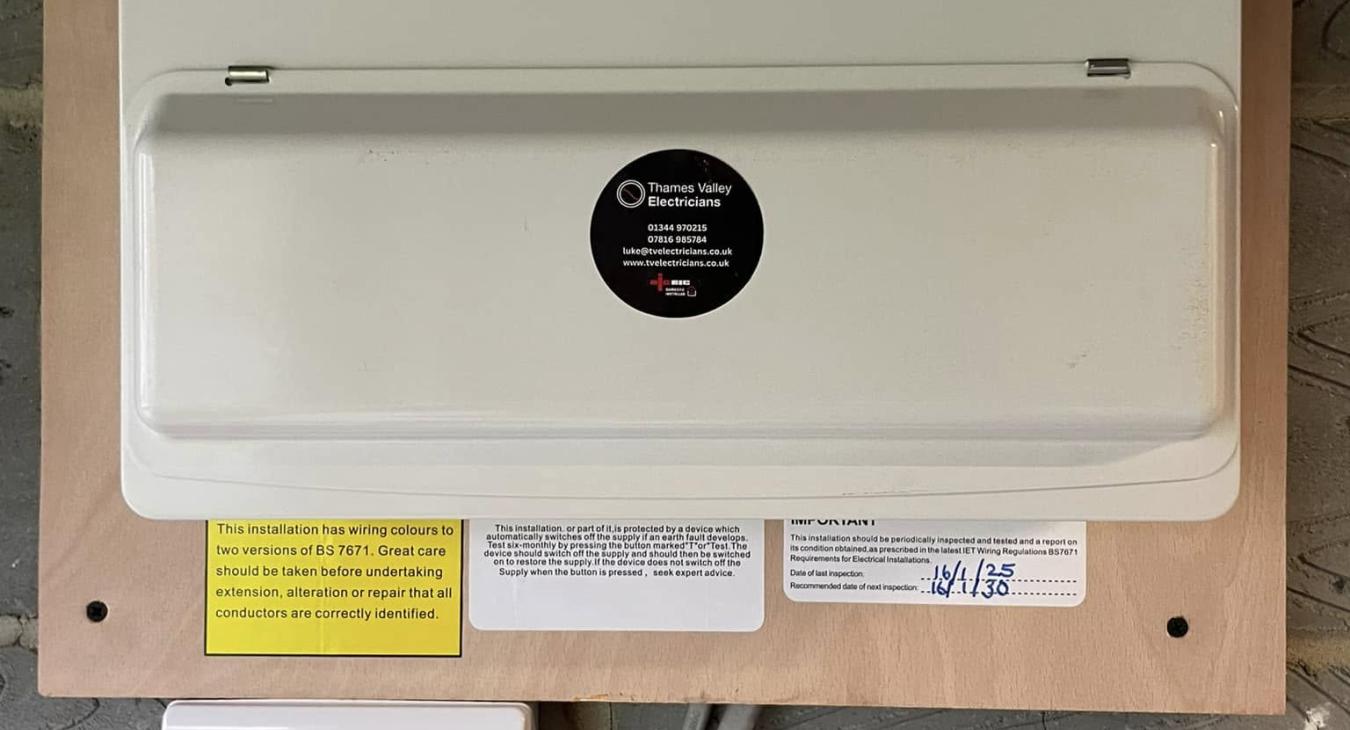 Thames Valley
Electricians
01344 970215
07816 985784
luke@tvelectricians.co.uk
www.tvelectricians.co.uk
DOMESTIC
INSTALLER
This installation has wiring colours to
two versions of BS 7671. Great care
should be taken before undertaking
extension, alteration or repair that all
conductors are correctly identified.
This installation. or part of it,is protected by a device which
automatically switches off the supply if an earth fault develops.
Test six-monthly by pressing the button marked"T"or"Test.The
device should switch off the supply and should then be switched
on to restore the supply.If the device does not switch off the
Supply when the button is pressed , seek expert advice.
IMPORTANT
This installation should be periodically inspected and tested and a report on
its condition obtained,as prescribed in the latest IET Wiring Regulations BS7671
Requirements for Electrical Installations.
Date of last inspection: 16/1/25
Recommended date of next inspection: 16/1/30